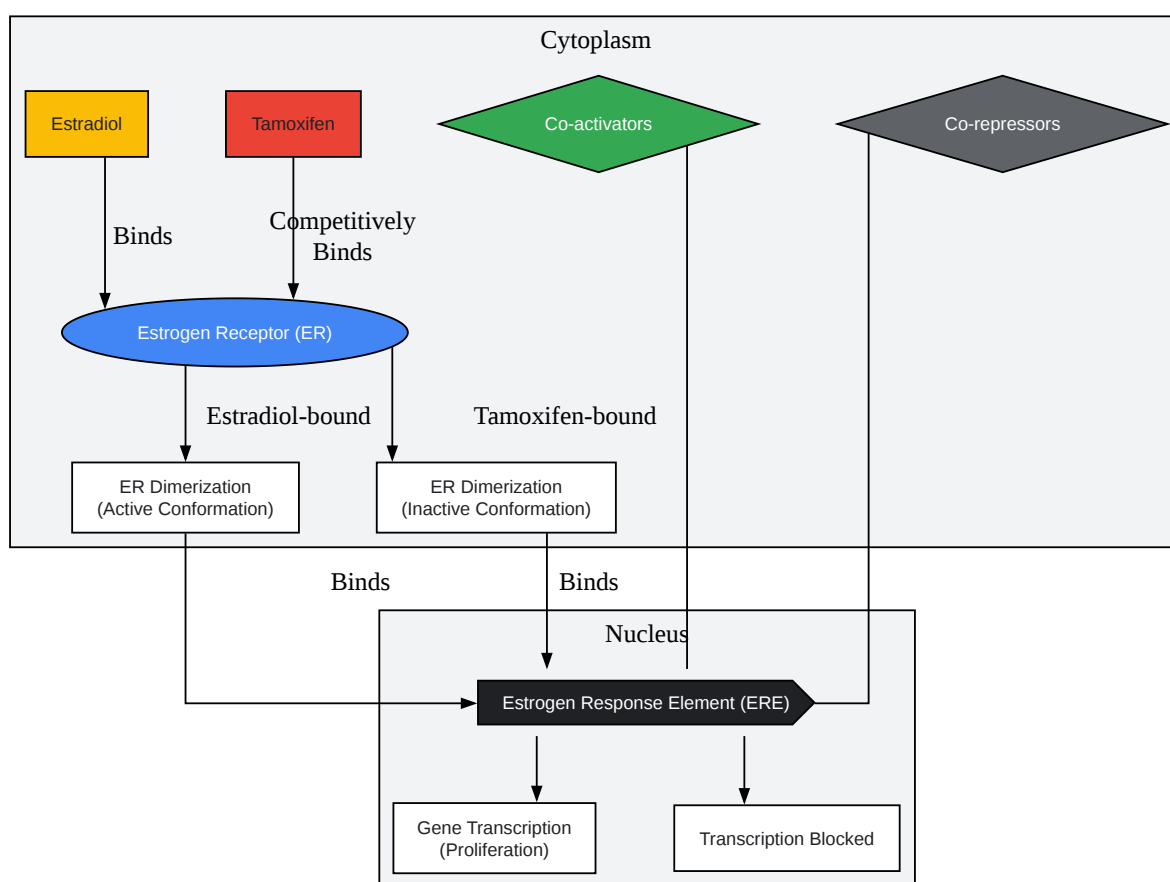 Cytoplasm
Estradiol
Tamoxifen
Co-activators
Co-repressors
Binds
Competitively
Binds
Estrogen Receptor (ER)
Estradiol-bound
Tamoxifen-bound
ER Dimerization
(Active Conformation)
ER Dimerization
(Inactive Conformation)
Binds
Binds
Nucleus
Estrogen Response Element (ERE)
Gene Transcription
(Proliferation)
Transcription Blocked